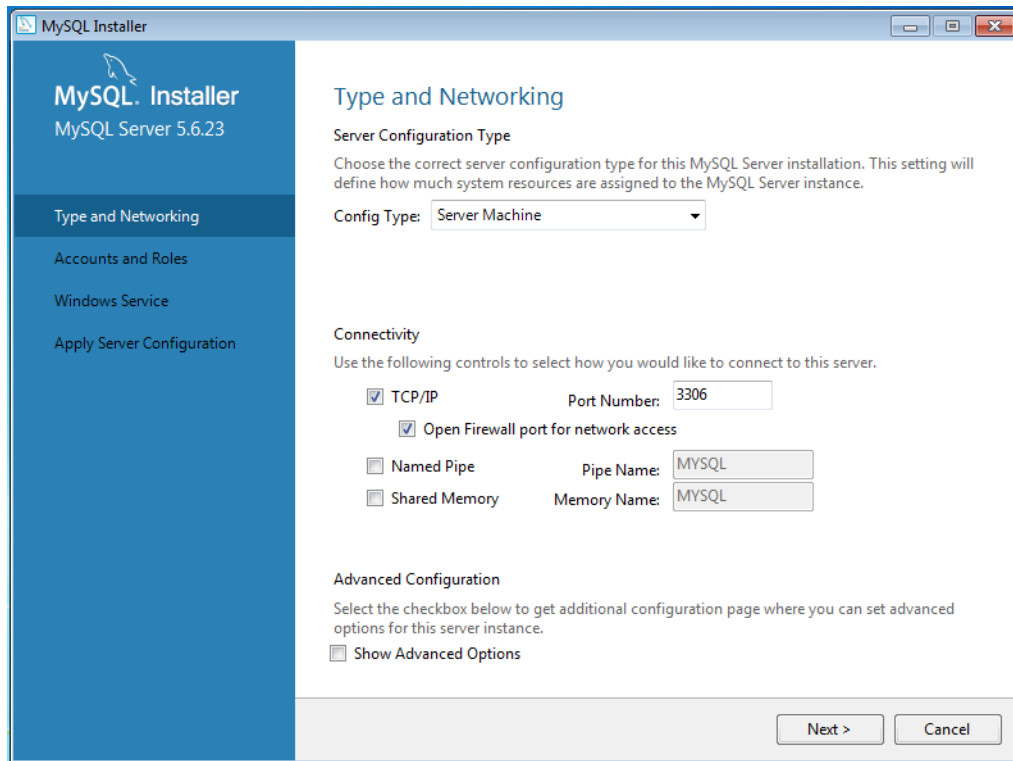 MySQL Installer
MySQL. Installer
MySQL Server 5.6.23
Type and Networking
Accounts and Roles
Windows Service
Apply Server Configuration
Type and Networking
Server Configuration Type
Choose the correct server configuration type for this MySQL Server installation. This setting will
define how much system resources are assigned to the MySQL Server instance.
Config Type: Server Machine
Connectivity
Use the following controls to select how you would like to connect to this server.
TCP/IP Port Number: 3306
Open Firewall port for network access
Named Pipe Pipe Name: MYSQL
Shared Memory Memory Name: MYSQL
Advanced Configuration
Select the checkbox below to get additional configuration page where you can set advanced
options for this server instance.
Show Advanced Options
Next > Cancel